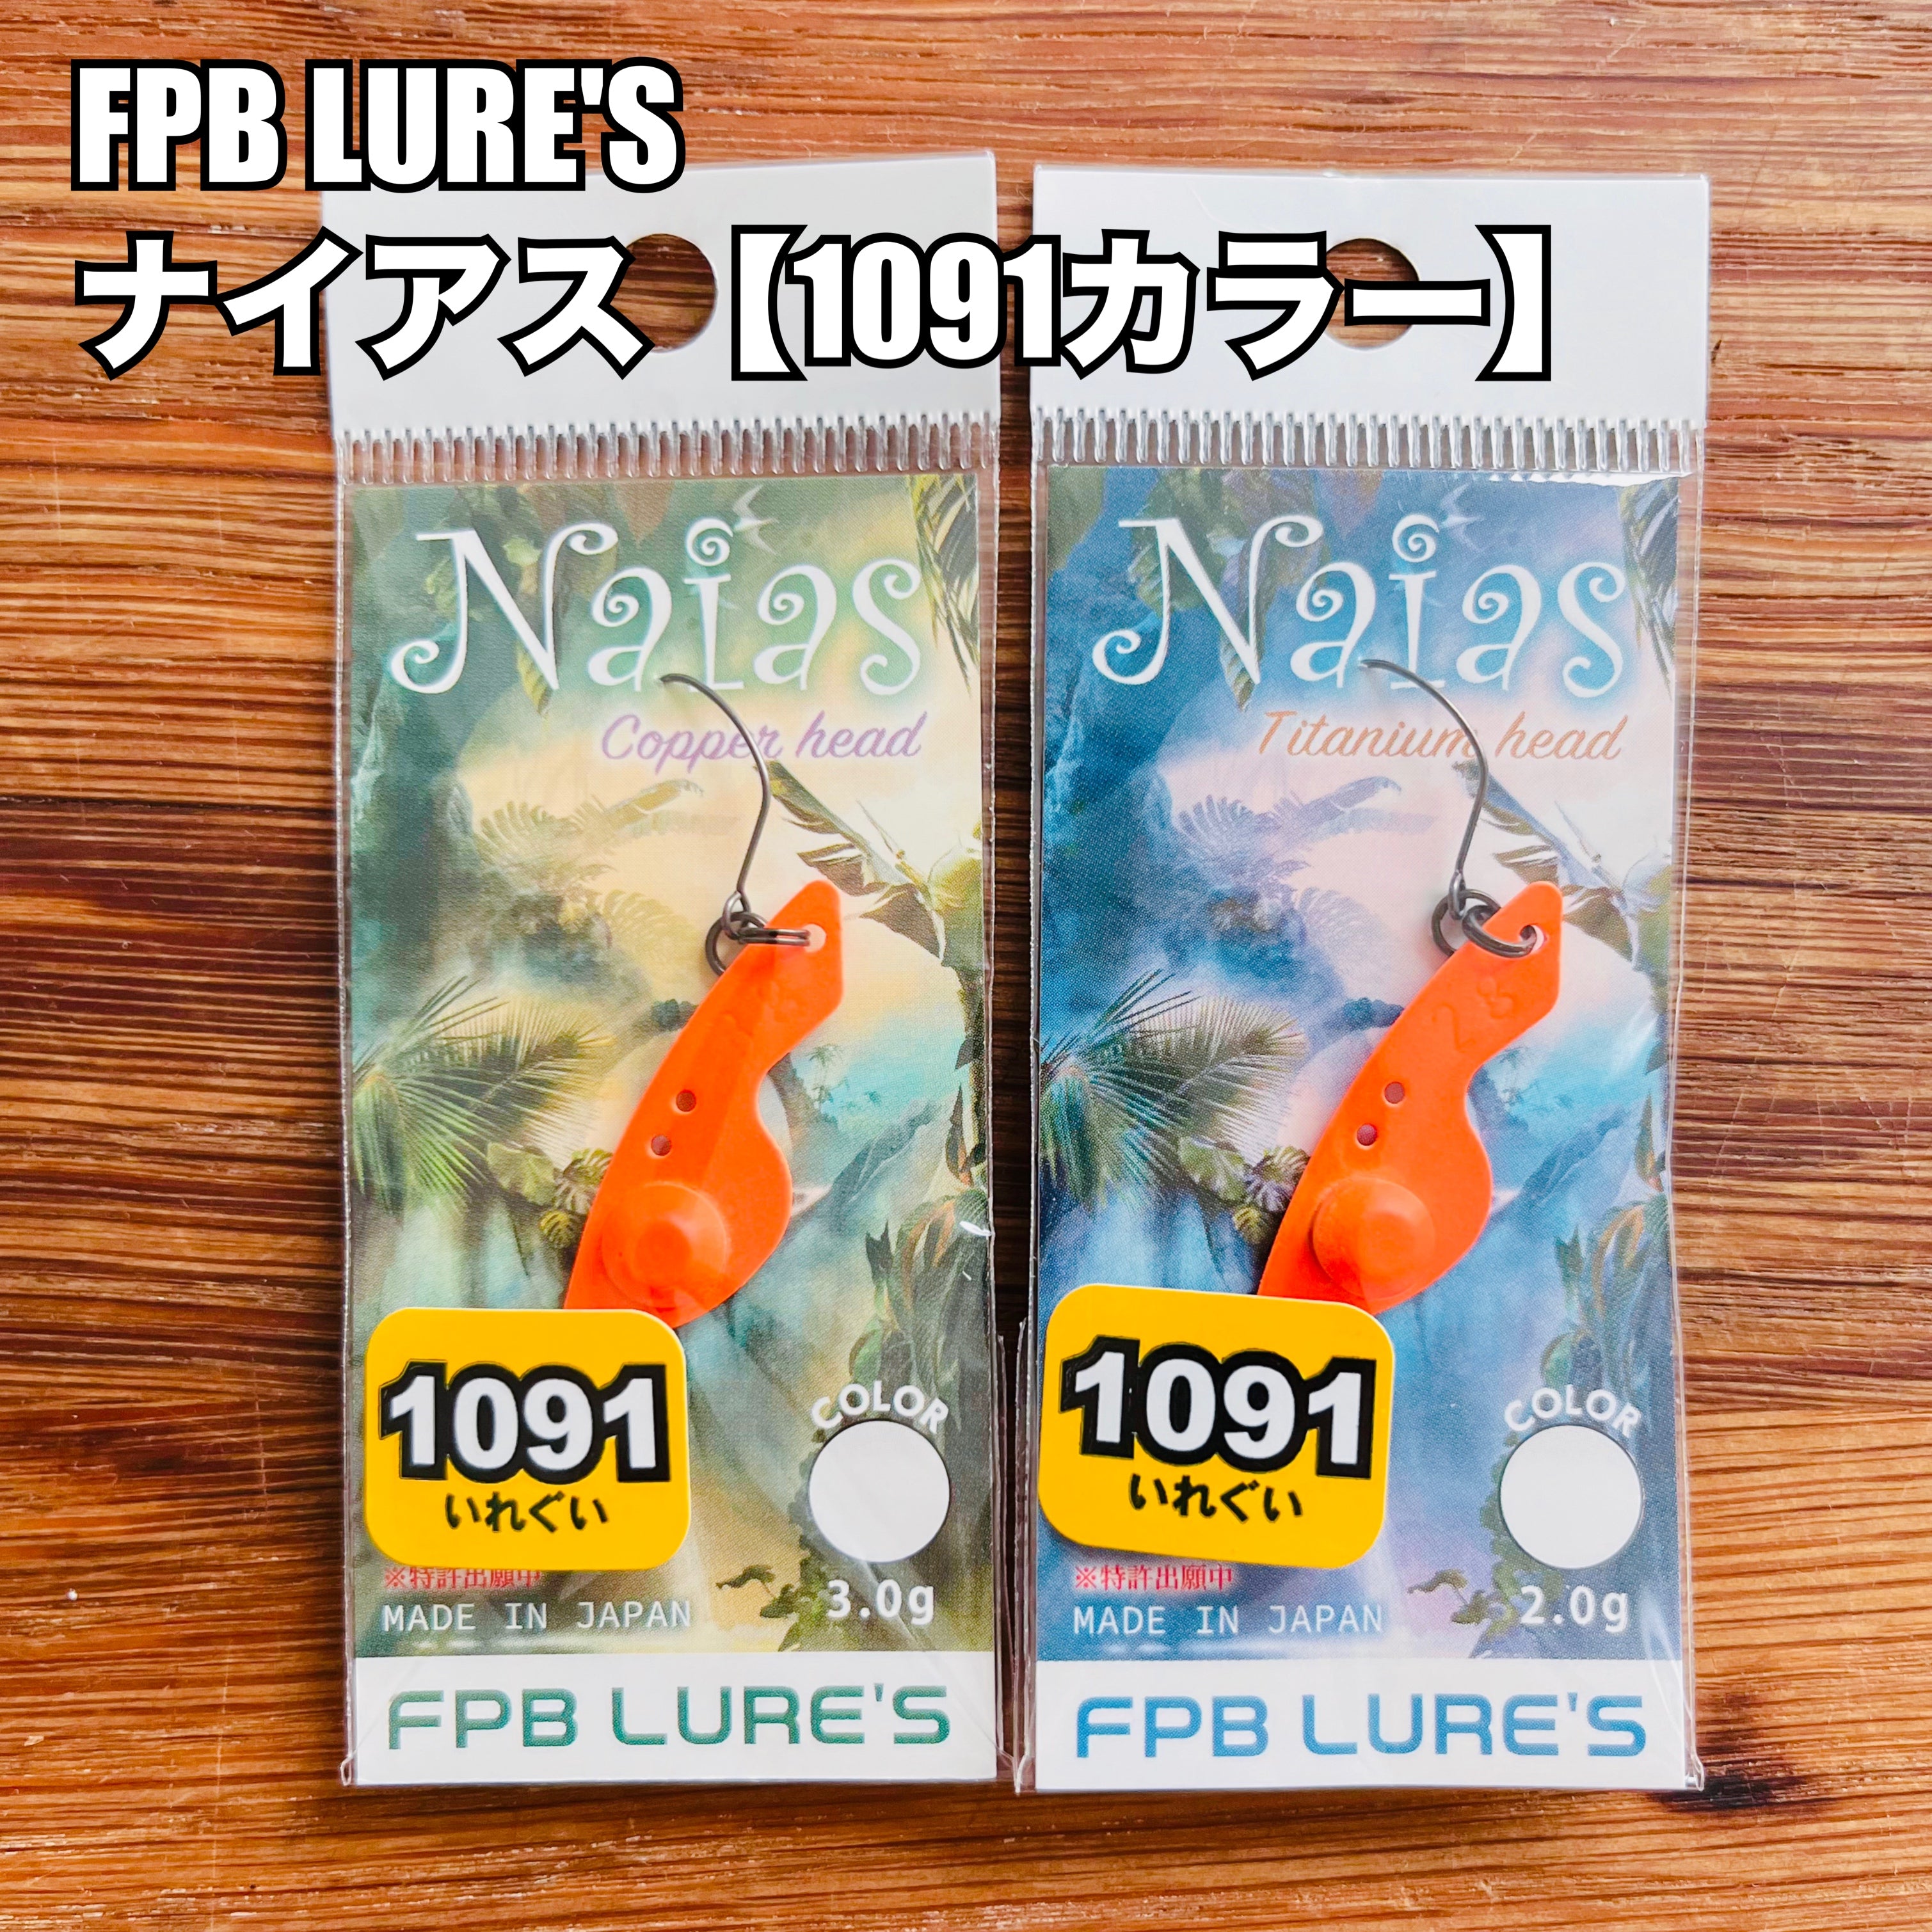 FPB LURE'S
ナイアス【1091カラー】
Naias
Copper head
1091
いれぐい
COLOR
※特許出願中
MADE IN JAPAN
3.0g
FPB LURE'S
Naias
Titanium head
28
1091
いれぐい
COLOR
※特許出願中
MADE IN JAPAN
2.0g
FPB LURE'S